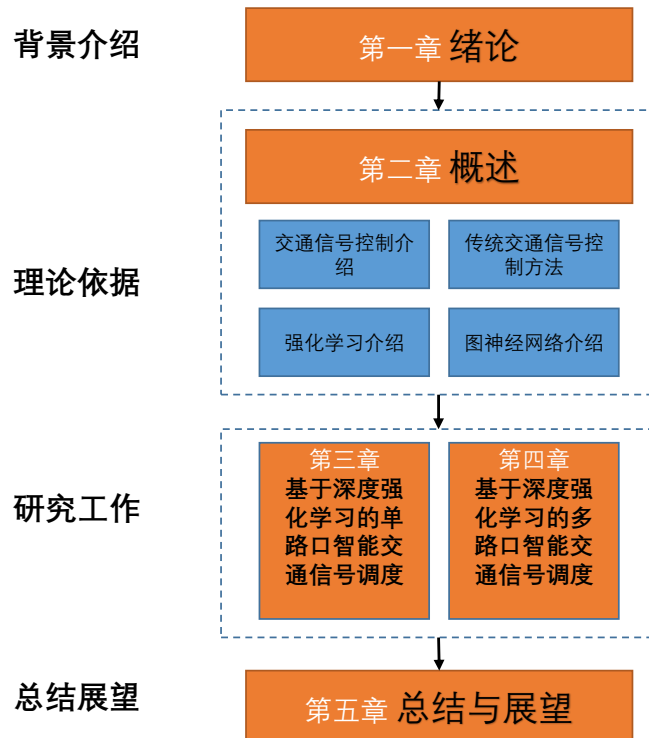 背景介绍
第一章 绪论
第二章 概述
理论依据
交通信号控制介
绍
传统交通信号控
制方法
强化学习介绍
图神经网络介绍
研究工作
第三章
基于深度强
化学习的单
路口智能交
通信号调度
第四章
基于深度强
化学习的多
路口智能交
通信号调度
总结展望
第五章 总结与展望